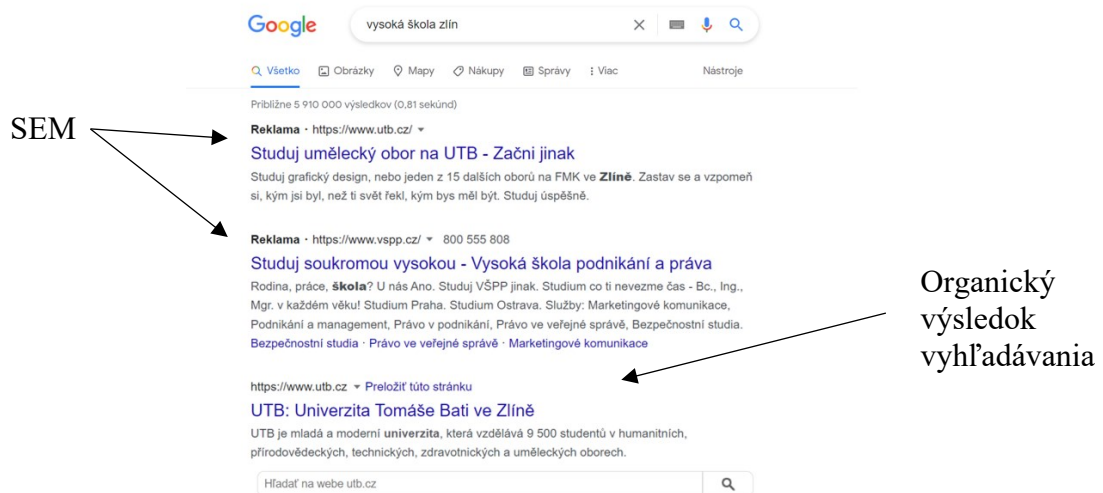 Google
vysoká škola zlín
Všetko Obrázky Mapy Nákupy Správy Viac Nástroje
Približne 5 910 000 výsledkov (0,81 sekúnd)
SEM
Reklama · https://www.utb.cz/
Studuj umělecký obor na UTB - Začni jinak
Studuj grafický design, nebo jeden z 15 dalších oborů na FMK ve Zlíně. Zastav se a vzpomeň
si, kým jsi byl, než ti svět řekl, kým bys měl být. Studuj úspěšně.
Reklama · https://www.vspp.cz/ 800 555 808
Studuj soukromou vysokou - Vysoká škola podnikání a práva
Rodina, práce, škola? U nás Ano. Studuj VŠPP jinak. Studium co ti nevezme čas - Bc., Ing.,
Mgr. v každém věku! Studium Praha. Studium Ostrava. Služby: Marketingové komunikace,
Podnikání a management, Právo v podnikání, Právo ve veřejné správě, Bezpečnostní studia.
Bezpečnostní studia · Právo ve veřejné správě · Marketingové komunikace
Organický
výsledok
vyhľadávania
https://www.utb.cz Preložiť túto stránku
UTB: Univerzita Tomáše Bati ve Zlíně
UTB je mladá a moderní univerzita, která vzdělává 9 500 studentů v humanitních,
přírodovědeckých, technických, zdravotnických a uměleckých oborech.
Hľadať na webe utb.cz